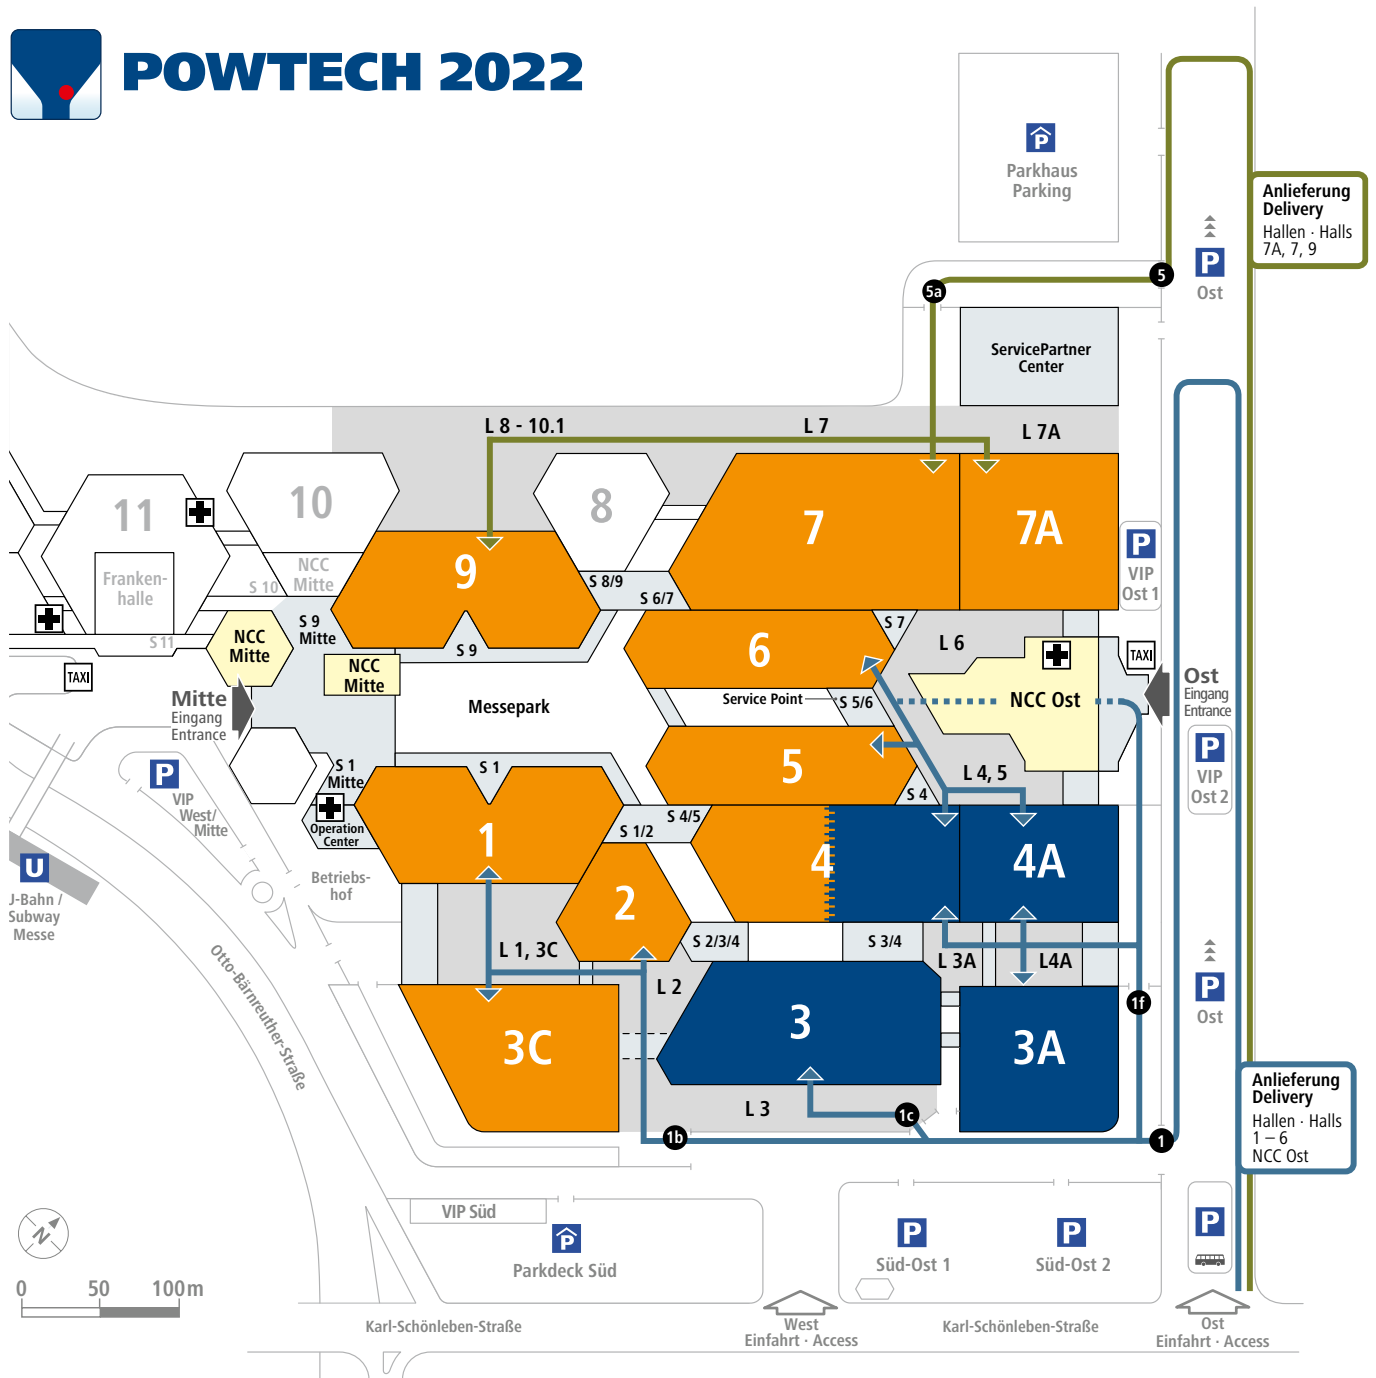 POWTECH 2022
P
Parkhaus
Parking
Anlieferung
Delivery
Hallen · Halls
7A, 7, 9
P
Ost
5
5a
ServicePartner
Center
L 8 - 10.1
L 7
L 7A
11
10
8
7
7A
9
Franken-
halle
NCC
Mitte
S 10
S 11
S 8/9
S 6/7
P
VIP
Ost 1
NCC
Mitte
S 9
Mitte
S 9
NCC
Mitte
6
S 7
L 6
TAXI
TAXI
Mitte
Eingang
Entrance
Messepark
Service Point
S 5/6
NCC Ost
Ost
Eingang
Entrance
P
VIP
Ost 2
P
VIP
West/
Mitte
S 1
Mitte
S 1
5
L 4, 5
S 4
Operation
Center
1
S 4/5
S 1/2
4
4A
U
J-Bahn /
Subway
Messe
Betriebs-
hof
2
L 1, 3C
S 2/3/4
S 3/4
L 3A
L4A
L 2
P
Ost
1f
Otto-Bärnreuther-Straße
3C
3
3A
L 3
1c
1b
1
Anlieferung
Delivery
Hallen · Halls
1 – 6
NCC Ost
N
VIP Süd
P
Parkdeck Süd
P
Süd-Ost 1
P
Süd-Ost 2
P
0 50 100m
Karl-Schönleben-Straße
West
Einfahrt · Access
Karl-Schönleben-Straße
Ost
Einfahrt · Access